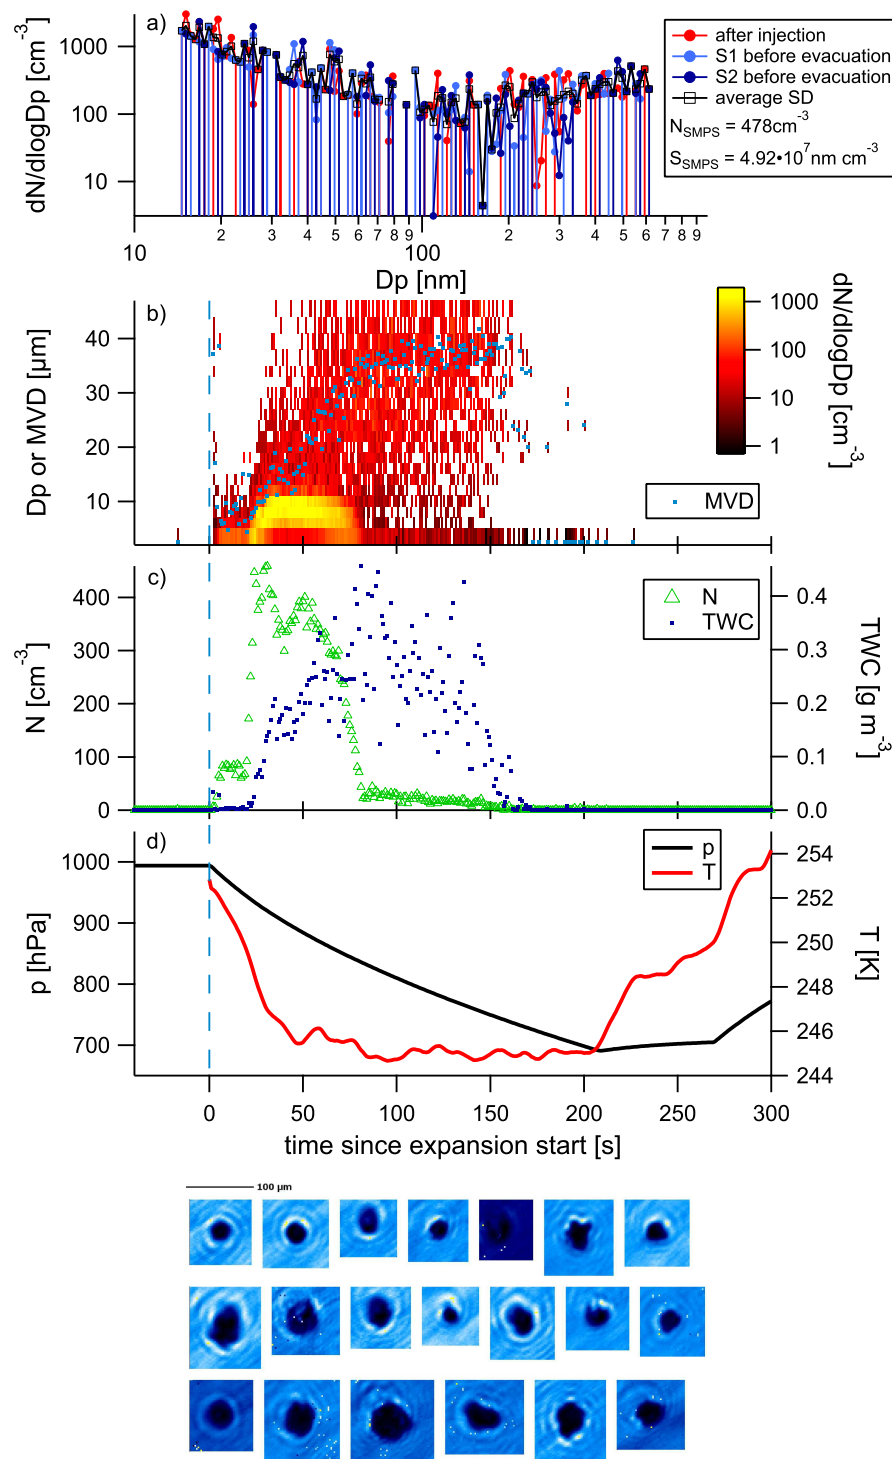 a)
dN/dlogDp [cm⁻³]
1000
100
10
after injection
S1 before evacuation
S2 before evacuation
average SD
N_SMPS = 478cm⁻³
S_SMPS = 4.92•10⁷nm cm⁻³
2 3 4 5 6 7 8 9 2 3 4 5 6 7 8 9
10 100
Dp [nm]
b)
Dp or MVD [µm]
40
30
20
10
1000
100
10
1
dN/dlogDp [cm⁻³]
MVD
c)
N [cm⁻³]
400
300
200
100
0
N
TWC
0.4
0.3
0.2
0.1
0.0
TWC [g m⁻³]
d)
p [hPa]
1000
900
800
700
p
T
254
252
250
248
246
244
T [K]
0 50 100 150 200 250 300
time since expansion start [s]
100 µm